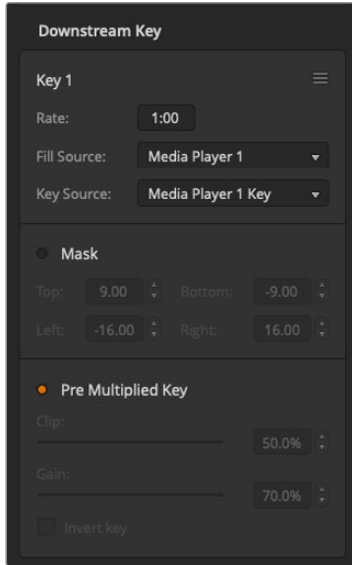 Downstream Key
Key 1
Rate: 1:00
Fill Source: Media Player 1
Key Source: Media Player 1 Key
Mask
Top: 9.00 Bottom: -9.00
Left: -16.00 Right: 16.00
Pre Multiplied Key
Clip:
50.0%
Gain:
70.0%
Invert key